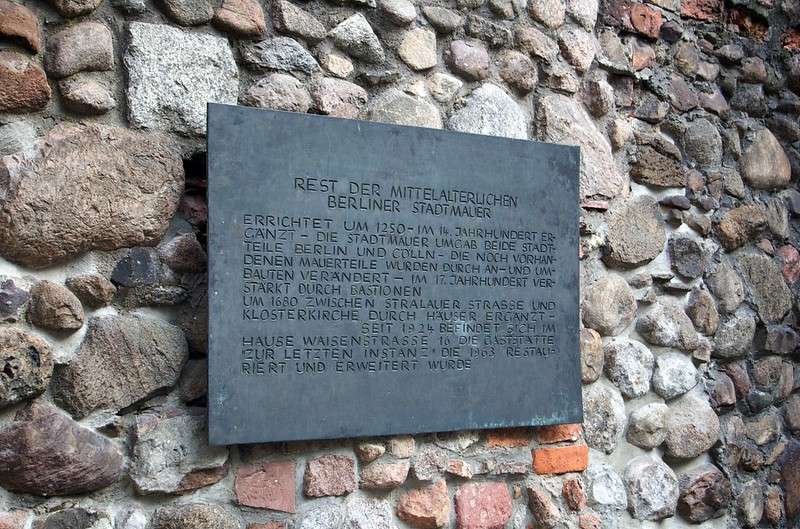 REST DER MITTELALTERLICHEN
BERLINER STADTMAUER
ERRICHTET UM 1250-IM 14. JAHRHUNDERT ER-
GÄNZT - DIE STADTMAUER UMGAB BEIDE STADT-
TEILE BERLIN UND CÖLLN - DIE NOCH VORHAN-
DENEN MAUERTEILE WURDEN DURCH AN- UND UM-
BAUTEN VERÄNDERT - IM 17. JAHRHUNDERT VER-
STÄRKT DURCH BASTIONEN
UM 1680 ZWISCHEN STRALAUER STRASSE UND
KLOSTERKIRCHE DURCH HÄUSER ERGÄNZT -
SEIT 1924 BEFINDET SICH IM
HAUSE WAISENSTRASSE 16 DIE GASTSTÄTTE
"ZUR LETZTEN INSTANZ" DIE 1963 RESTAU-
RIERT UND ERWEITERT WURDE